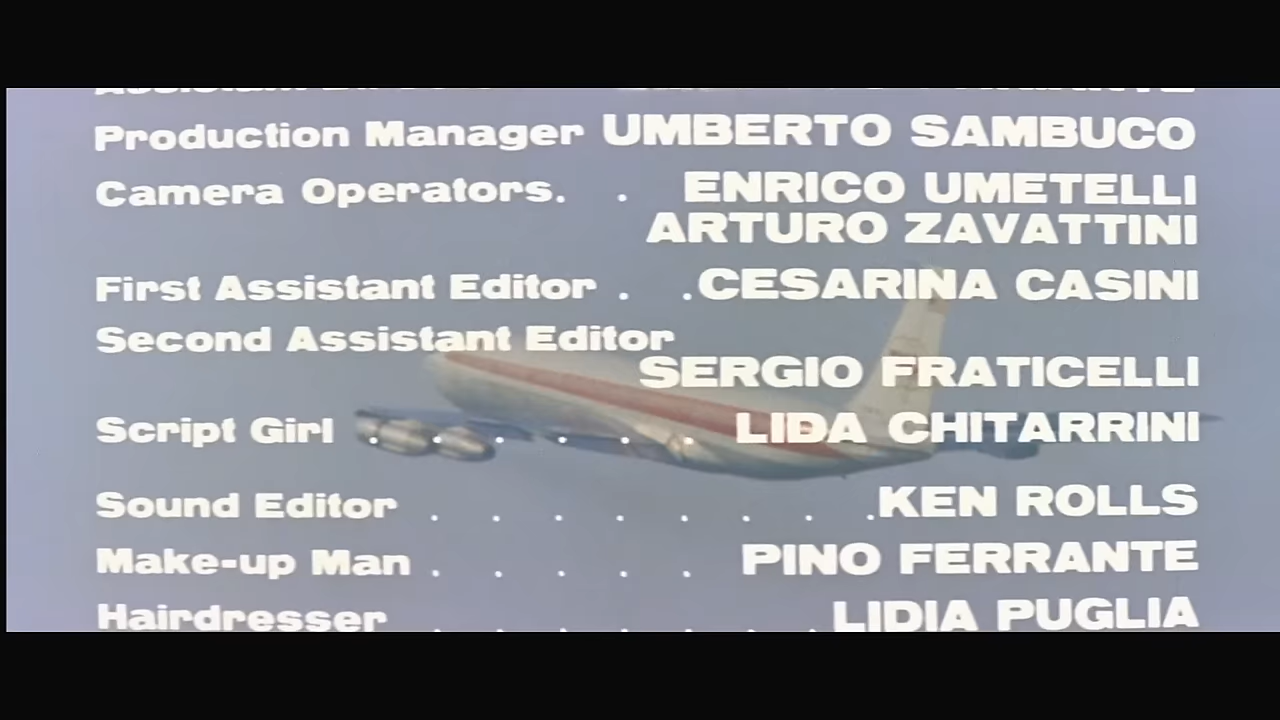 Production Manager UMBERTO SAMBUCO
Camera Operators. . ENRICO UMETELLI
ARTURO ZAVATTINI
First Assistant Editor . .CESARINA CASINI
Second Assistant Editor
SERGIO FRATICELLI
Script Girl . . . . . . LIDA CHITARRINI
Sound Editor . . . . . . . .KEN ROLLS
Make-up Man . . . . . PINO FERRANTE
Hairdresser . . . . . . . LIDIA PUGLIA